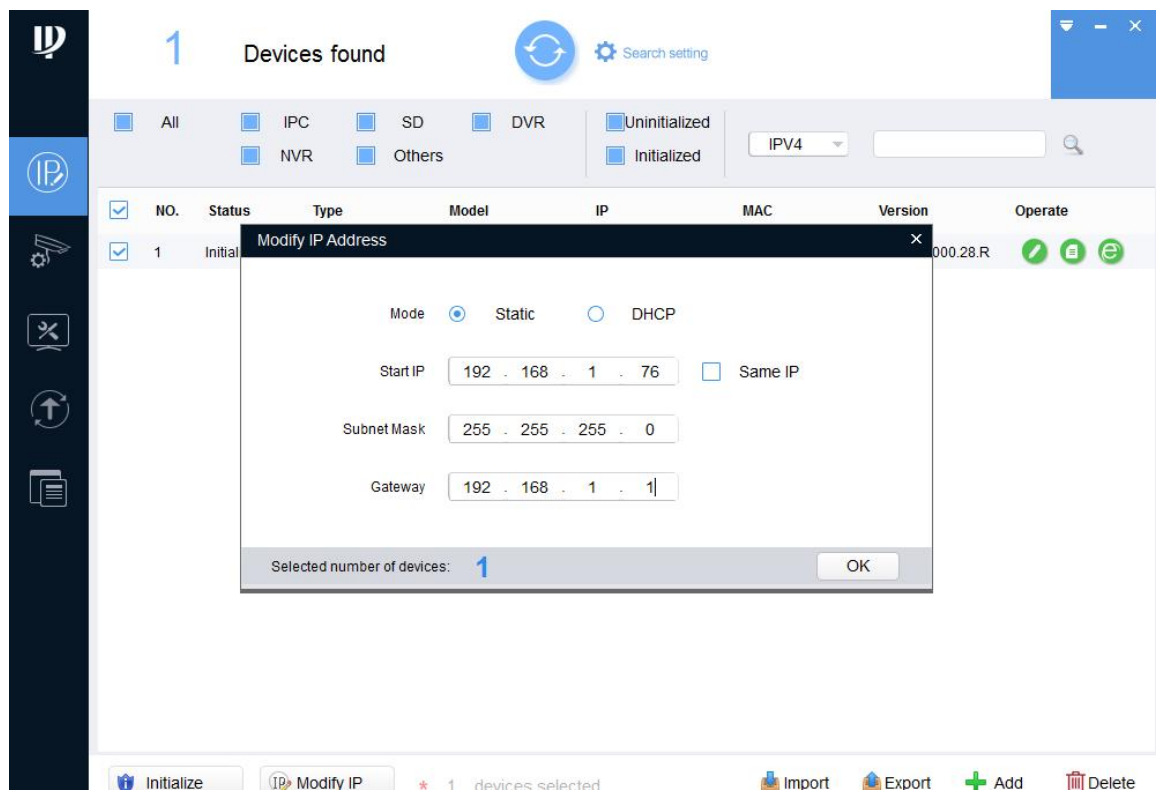 1 Devices found Search setting
All IPC SD DVR Uninitialized
NVR Others Initialized
IPV4
NO. Status Type Model IP MAC Version Operate
1 Initial 000.28.R
Modify IP Address
Mode Static DHCP
Start IP 192 . 168 . 1 . 76 Same IP
Subnet Mask 255 . 255 . 255 . 0
Gateway 192 . 168 . 1 . 1
Selected number of devices: 1 OK
Initialize Modify IP * 1 devices selected Import Export Add Delete